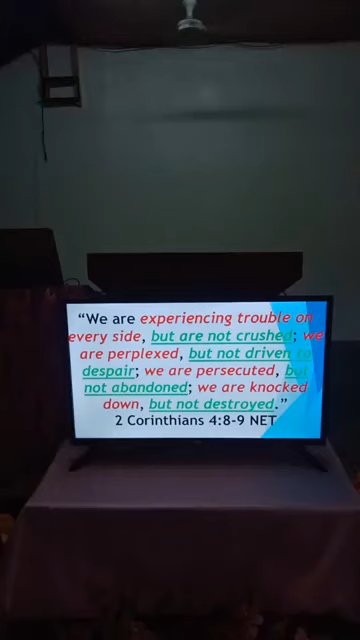 “We are experiencing trouble on
every side, but are not crushed; we
are perplexed, but not driven to
despair; we are persecuted, but
not abandoned; we are knocked
down, but not destroyed.”
2 Corinthians 4:8-9 NET